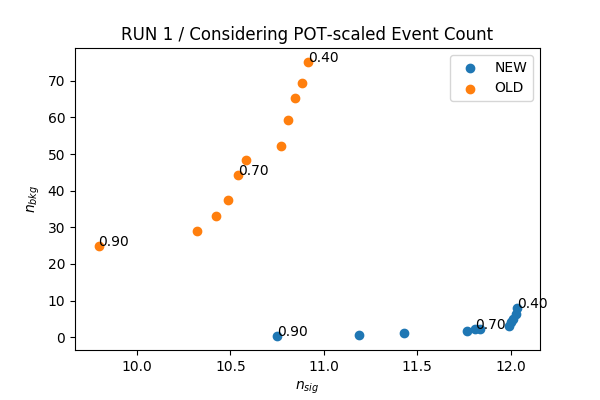 RUN 1 / Considering POT-scaled Event Count
NEW
OLD
0.40
0.70
0.90
0.40
0.70
0.90
70
60
50
40
30
20
10
0
n_bkg
10.0 10.5 11.0 11.5 12.0
n_sig